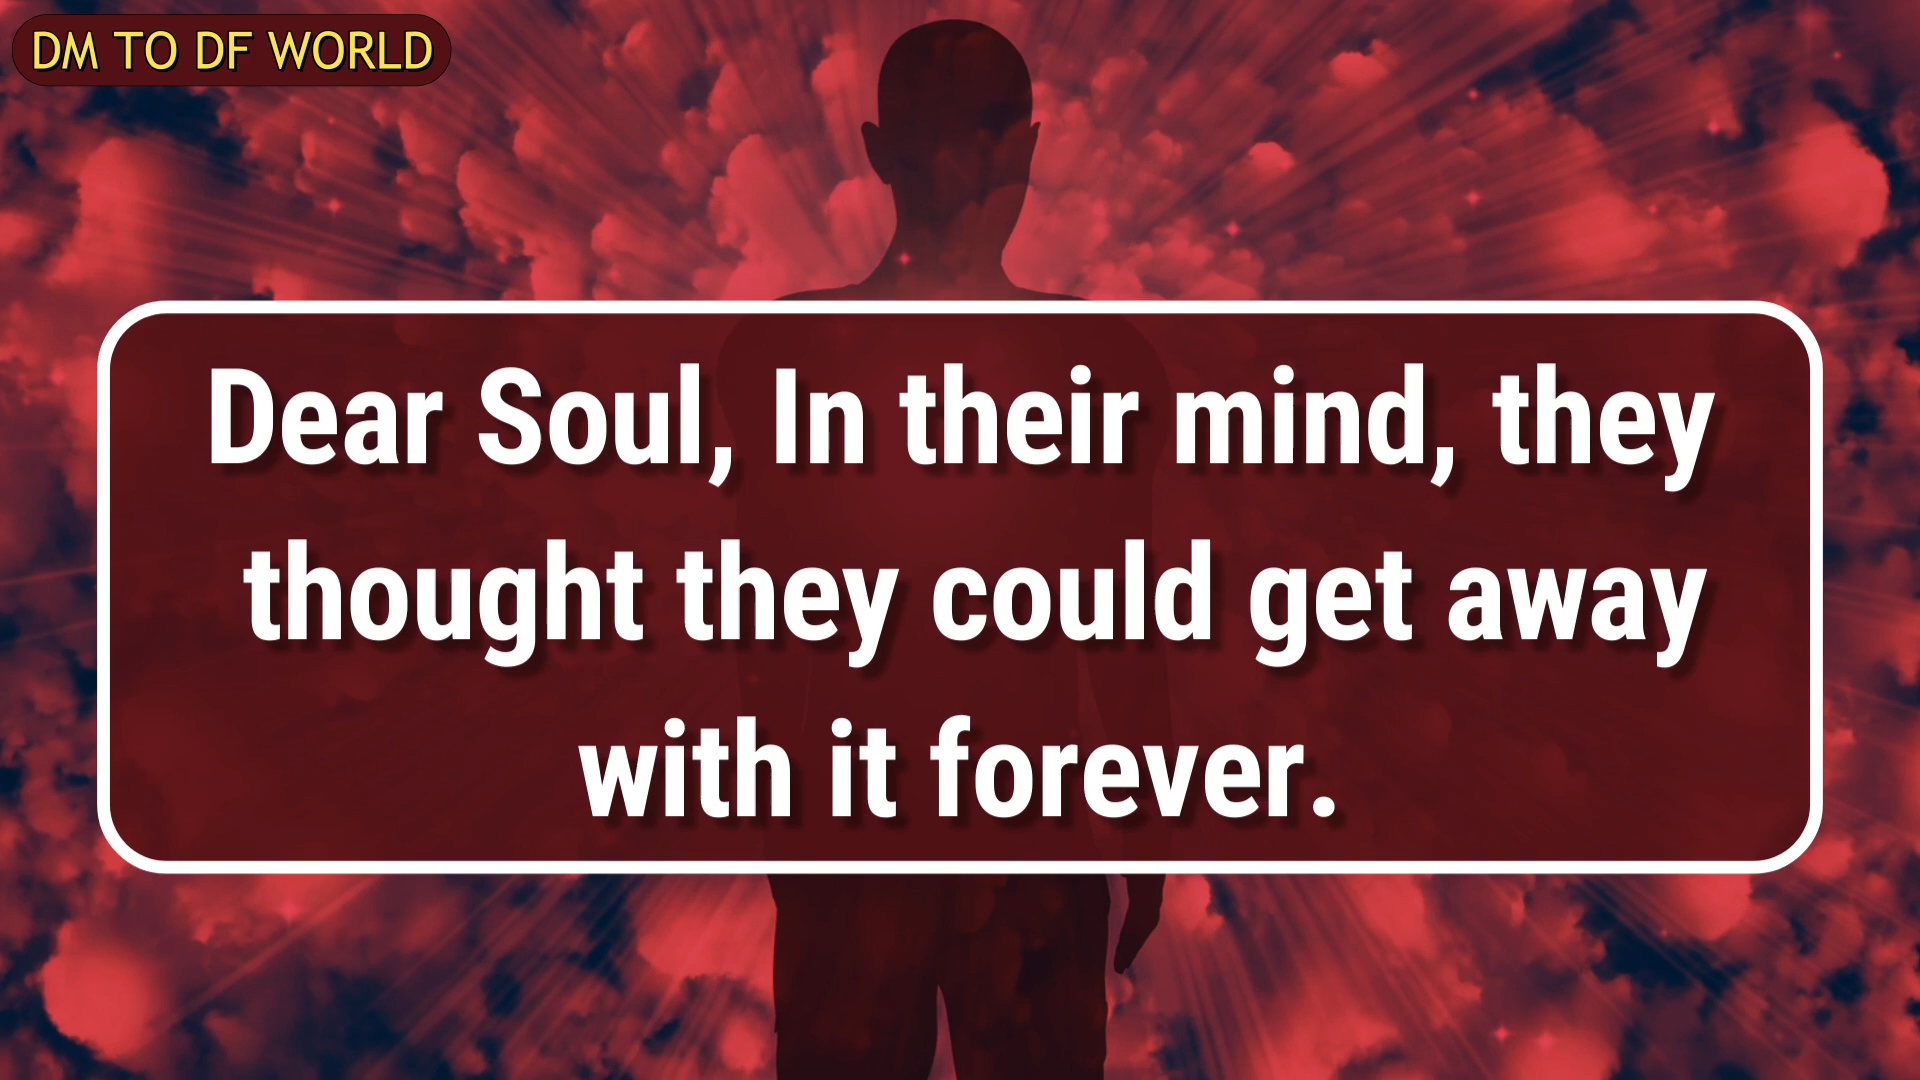 DM TO DF WORLD
Dear Soul, In their mind, they
thought they could get away
with it forever.